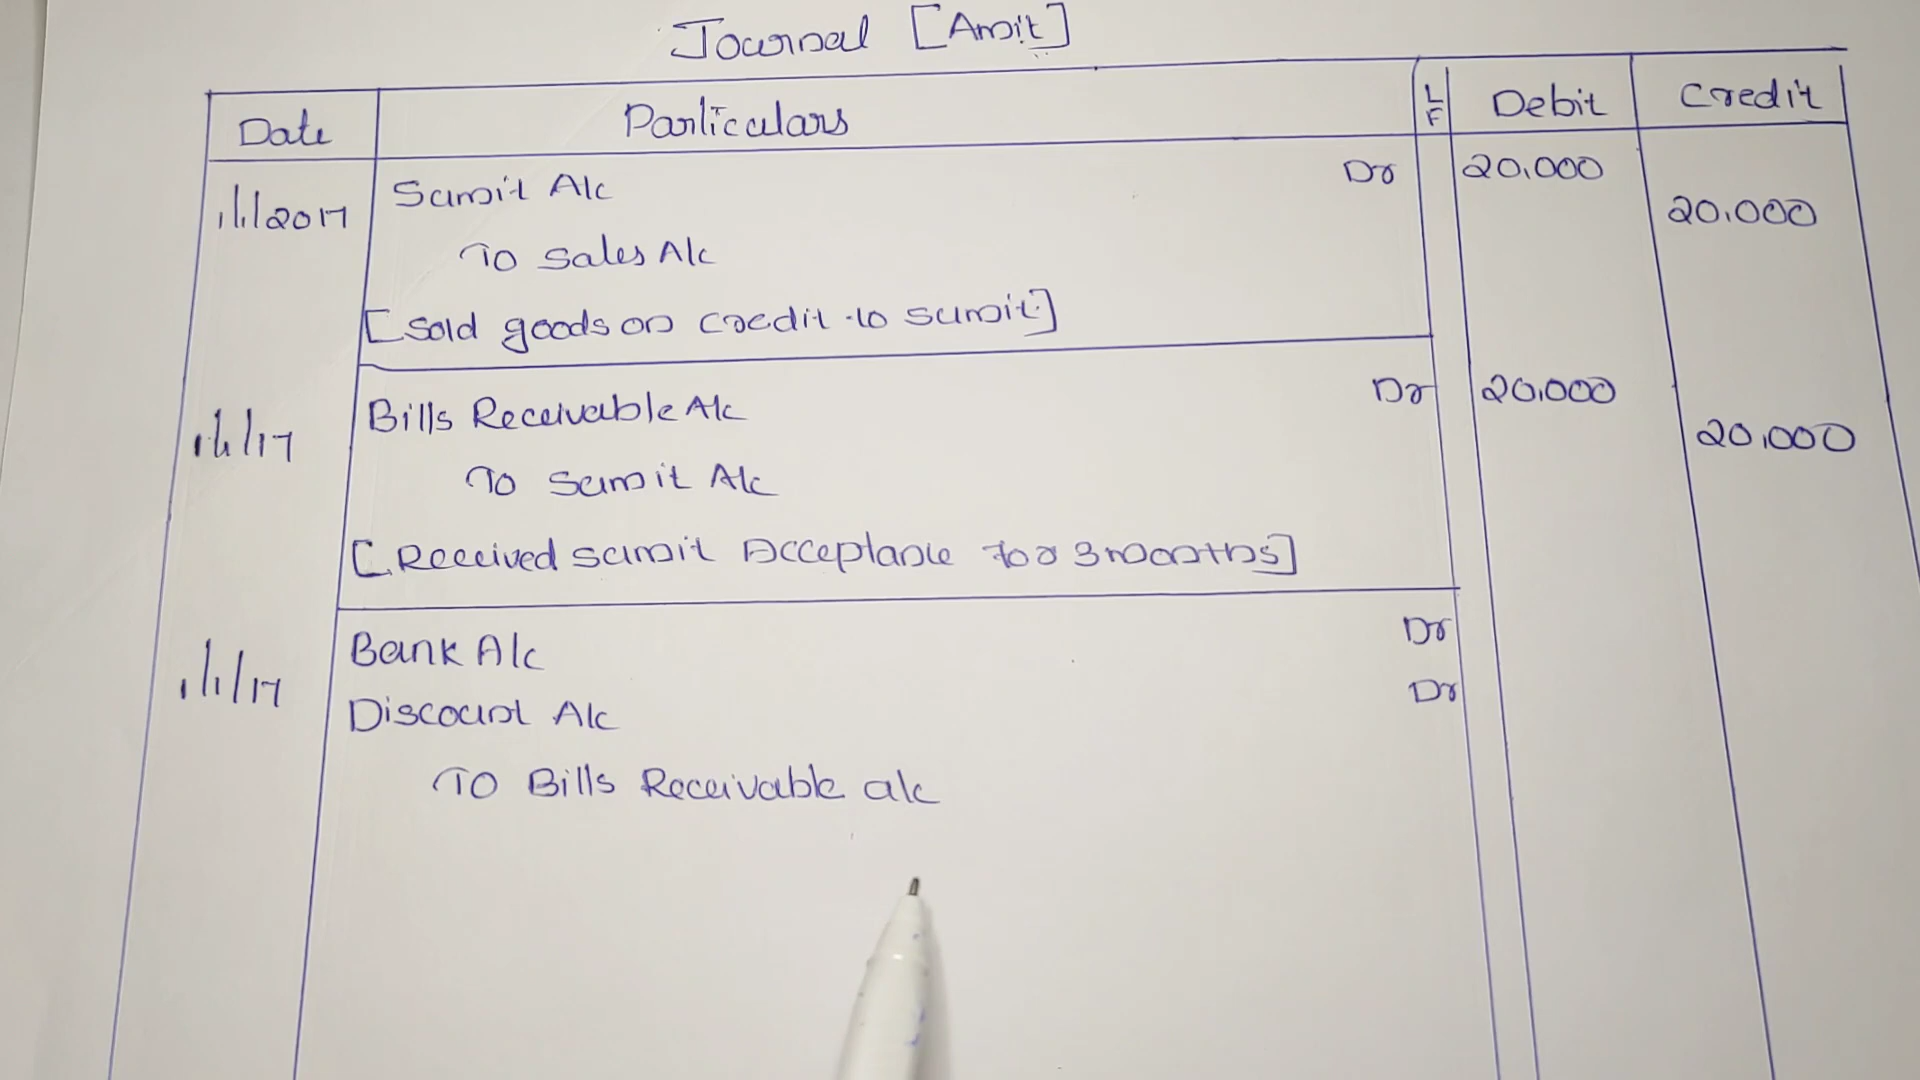 Journal [Amit]
Date Particulars LF Debit Credit
1/1/2017 Sumit A/c Dr 20,000
To Sales A/c 20,000
[Sold goods on credit to Sumit]
1/1/17 Bills Receivable A/c Dr 20,000
To Sumit A/c 20,000
[Received Sumit Acceptance for 3 months]
1/1/17 Bank A/c Dr
Discount A/c Dr
To Bills Receivable a/c